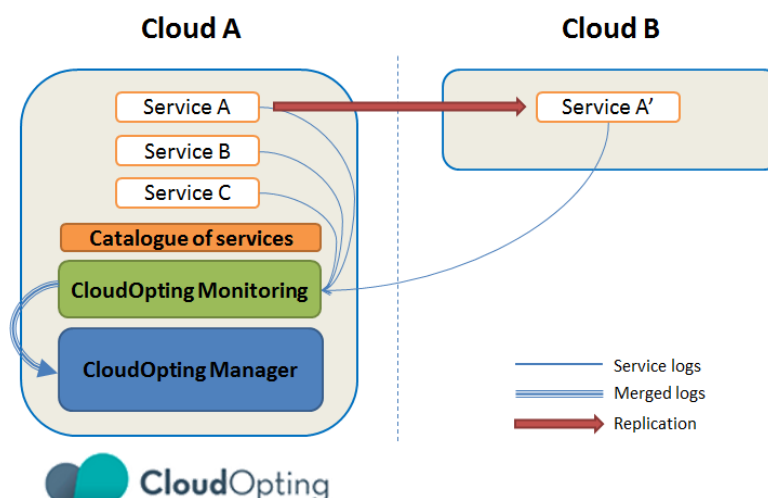 Cloud A
Cloud B
Service A
Service A’
Service B
Service C
Catalogue of services
CloudOpting Monitoring
CloudOpting Manager
Service logs
Merged logs
Replication
CloudOpting